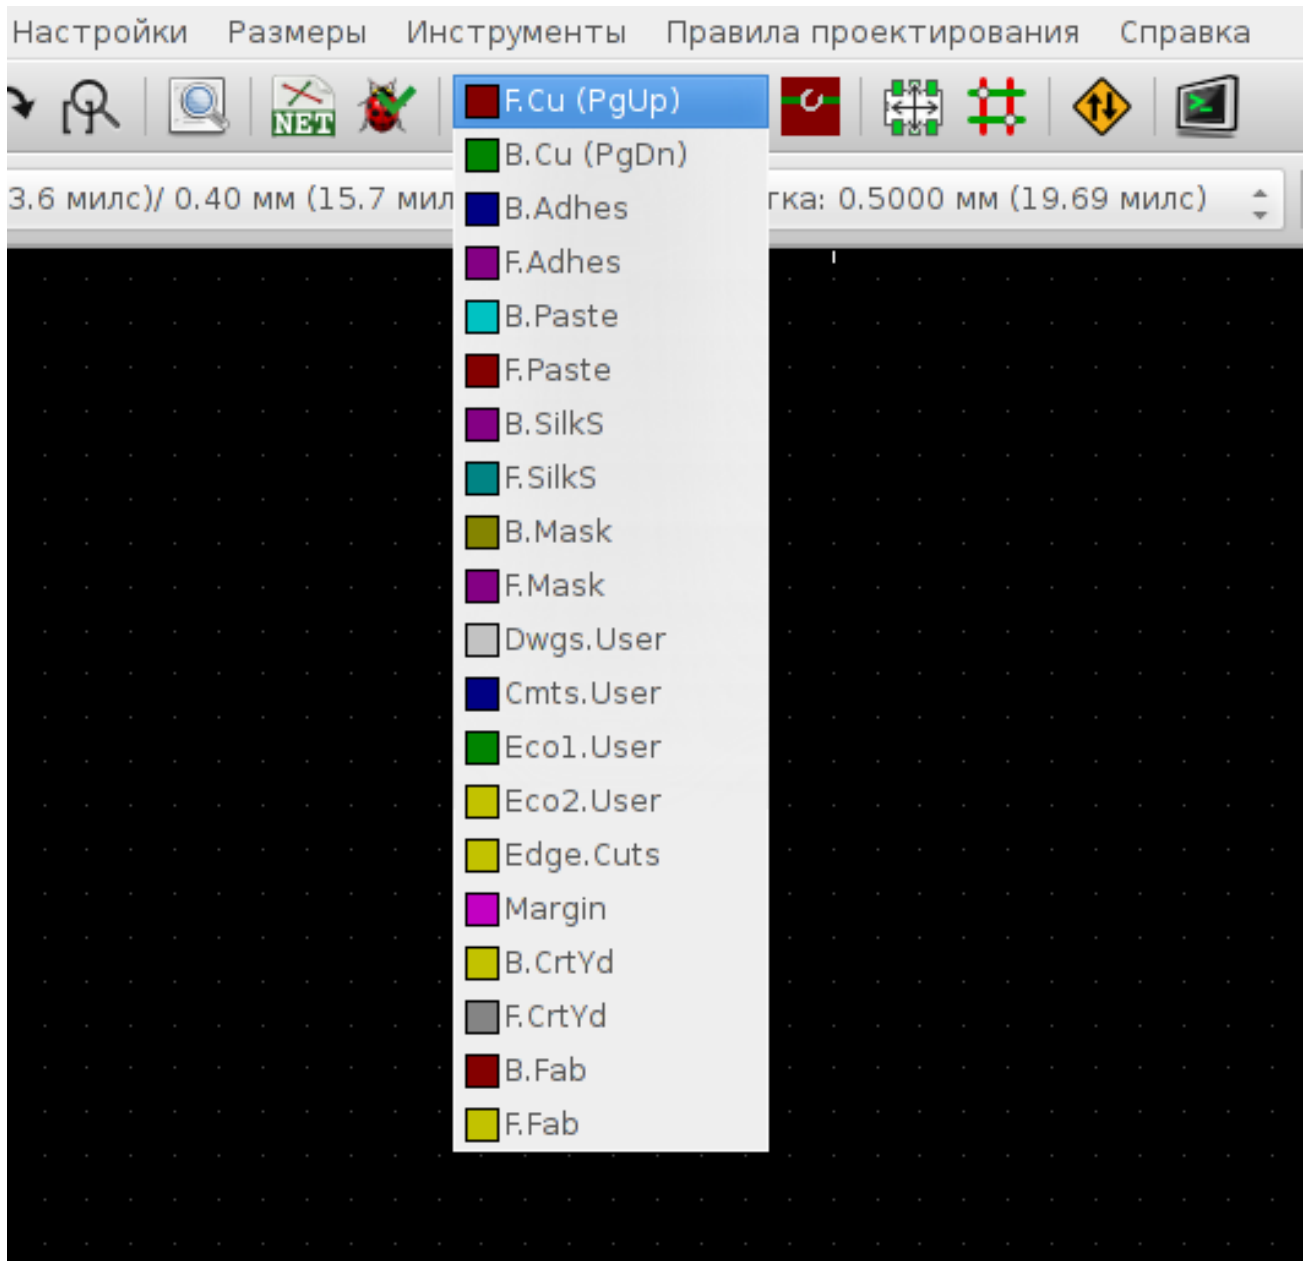 Настройки Размеры Инструменты Правила проектирования Справка
NET
F.Cu (PgUp)
B.Cu (PgDn)
3.6 милс)/ 0.40 мм (15.7 0.5000 мм (19.69 милс)
B.Adhes
F.Adhes
B.Paste
F.Paste
B.SilkS
F.SilkS
B.Mask
F.Mask
Dwgs.User
Cmts.User
Eco1.User
Eco2.User
Edge.Cuts
Margin
B.CrtYd
F.CrtYd
B.Fab
F.Fab